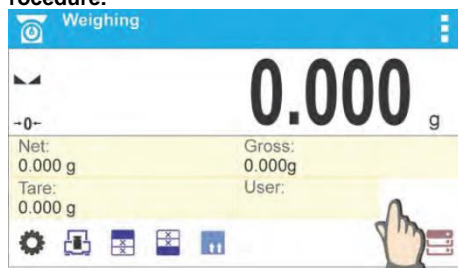 rocedure:
Weighing
0.000 g
→0←
Net: Gross:
0.000 g 0.000g
Tare: User:
0.000 g